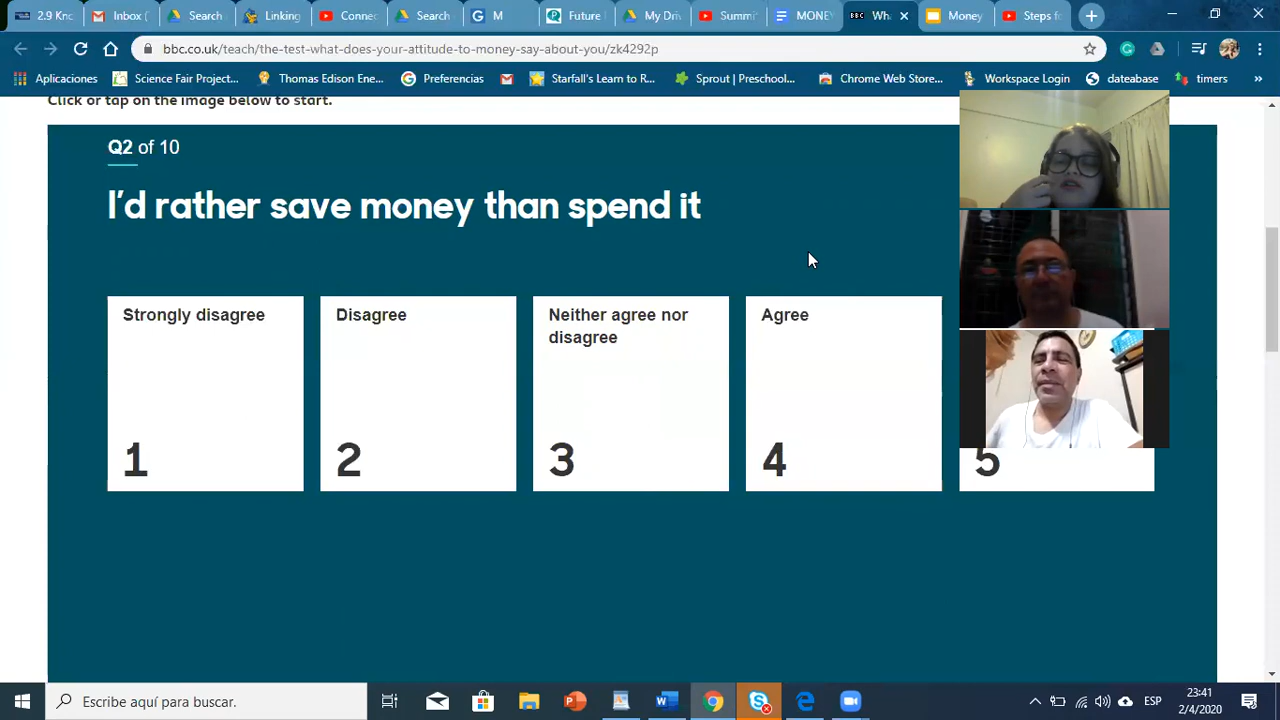 2.9 Knc
Inbox (
Search
Linking
Connec
Search
M
Future
My Driv
Summi
MONEY
BBC
Wha
Money
Steps fo
bbc.co.uk/teach/the-test-what-does-your-attitude-to-money-say-about-you/zk4292p
Aplicaciones
Science Fair Project...
Thomas Edison Ene...
Preferencias
Starfall's Learn to R...
Sprout | Preschool...
Chrome Web Store...
Workspace Login
dateabase
timers
»
Click or tap on the image below to start.
Q2 of 10
I'd rather save money than spend it
Strongly disagree
1
Disagree
2
Neither agree nor
disagree
3
Agree
4
5
Escribe aquí para buscar.
ESP
23:41
2/4/2020